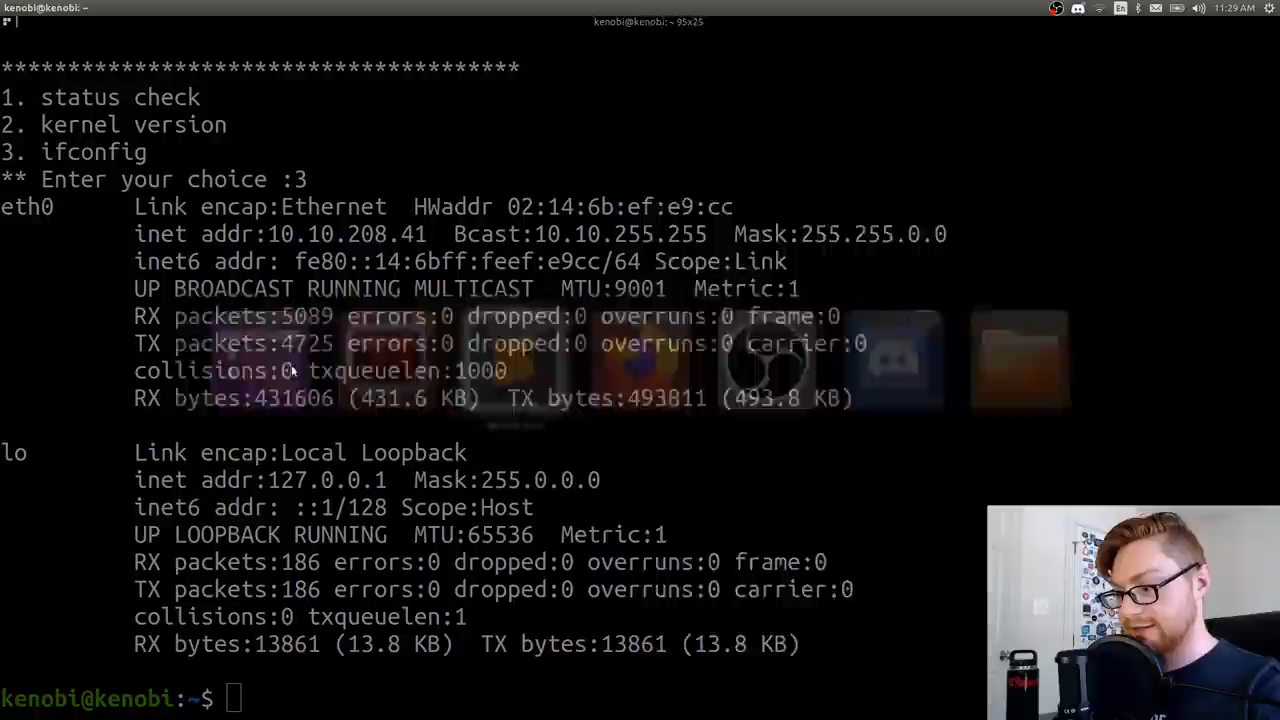 kenobi@kenobi: ~
En
11:29 AM
kenobi@kenobi: ~ 95x25
***************************************
1. status check
2. kernel version
3. ifconfig
** Enter your choice :3
eth0      Link encap:Ethernet  HWaddr 02:14:6b:ef:e9:cc
          inet addr:10.10.208.41  Bcast:10.10.255.255  Mask:255.255.0.0
          inet6 addr: fe80::14:6bff:feef:e9cc/64 Scope:Link
          UP BROADCAST RUNNING MULTICAST  MTU:9001  Metric:1
          RX packets:5089 errors:0 dropped:0 overruns:0 frame:0
          TX packets:4725 errors:0 dropped:0 overruns:0 carrier:0
          collisions:0 txqueuelen:1000
          RX bytes:431606 (431.6 KB)  TX bytes:493811 (493.8 KB)
lo        Link encap:Local Loopback
          inet addr:127.0.0.1  Mask:255.0.0.0
          inet6 addr: ::1/128 Scope:Host
          UP LOOPBACK RUNNING  MTU:65536  Metric:1
          RX packets:186 errors:0 dropped:0 overruns:0 frame:0
          TX packets:186 errors:0 dropped:0 overruns:0 carrier:0
          collisions:0 txqueuelen:1
          RX bytes:13861 (13.8 KB)  TX bytes:13861 (13.8 KB)
kenobi@kenobi:~$